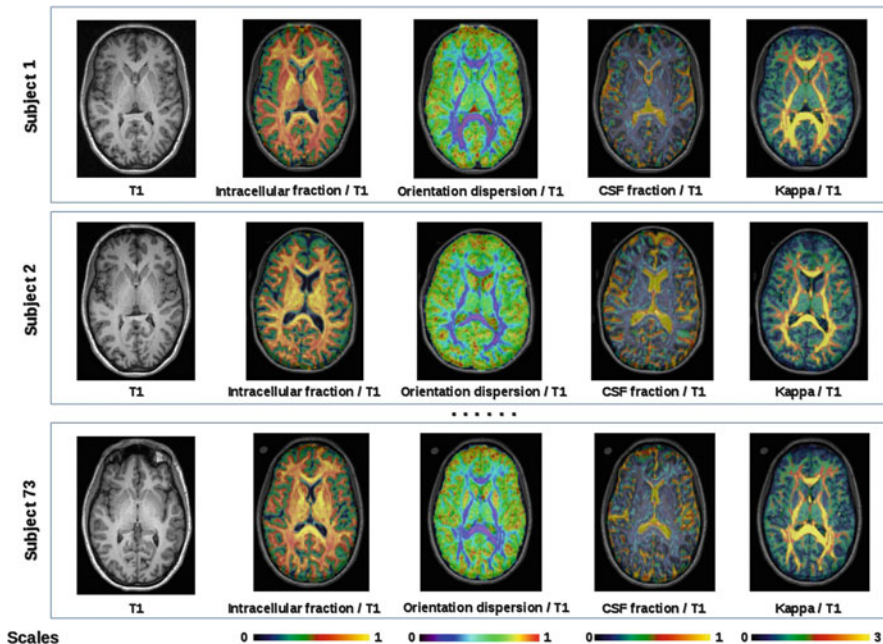 Subject 1
T1 Intracellular fraction / T1 Orientation dispersion / T1 CSF fraction / T1 Kappa / T1
Subject 2
T1 Intracellular fraction / T1 Orientation dispersion / T1 CSF fraction / T1 Kappa / T1
......
Subject 73
T1 Intracellular fraction / T1 Orientation dispersion / T1 CSF fraction / T1 Kappa / T1
Scales 0 1 0 1 0 1 0 3